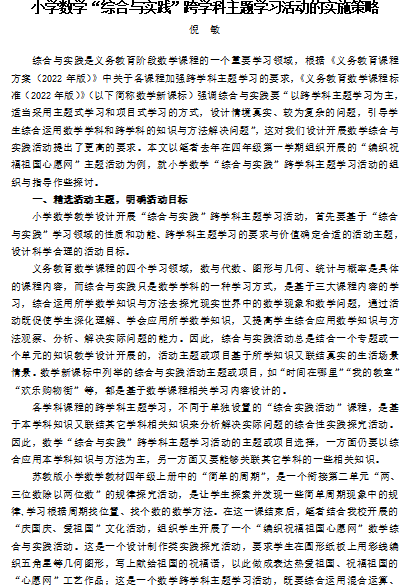 小学数学“综合与实践”跨学科主题学习活动的实施策略
倪 敏
综合与实践是义务教育阶段数学课程的一个重要学习领域，根据《义务教育课程
方案（2022 年版）》中关于各课程加强跨学科主题学习的要求，《义务教育数学课程标
准（2022 年版）》（以下简称数学新课标）强调综合与实践要“以跨学科主题学习为主，
适当采用主题式学习和项目式学习的方式，设计情境真实、较为复杂的问题，引导学
生综合运用数学学科和跨学科的知识与方法解决问题”，这对我们设计开展数学综合与
实践活动提出了更高的要求。本文以笔者去年在四年级第一学期组织开展的“编织祝
福祖国心愿网”主题活动为例，就小学数学“综合与实践”跨学科主题学习活动的组
织与指导作些探讨。
一、精选活动主题，明确活动目标
小学数学教学设计开展“综合与实践”跨学科主题学习活动，首先要基于“综合
与实践”学习领域的性质和功能、跨学科主题学习的要求与价值确定合适的活动主题，
设计科学合理的活动目标。
义务教育数学课程的四个学习领域，数与代数、图形与几何、统计与概率是具体
的课程内容，而综合与实践只是数学学科的一种学习方式，是基于三大课程内容的学
习，综合运用所学数学知识与方法去探究现实世界中的数学现象和数学问题，通过活
动既促使学生深化理解、学会应用所学数学知识，又提高学生综合应用数学知识与方
法观察、分析、解决实际问题的能力。因此，综合与实践活动总是结合一个专题或一
个单元的知识教学设计开展的，活动主题或项目基于所学知识又联结真实的生活场景
情景。数学新课标中列举的综合与实践活动主题或项目，如“时间在哪里”“我的教室”
“欢乐购物街”等，都是基于数学课程相关学习内容设计的。
各学科课程的跨学科主题学习，不同于单独设置的“综合实践活动”课程，是基
于本学科知识又联结其它学科相关知识来分析解决实际问题的综合性实践探究活动。
因此，数学“综合与实践”跨学科主题学习活动的主题或项目选择，一方面仍要以综
合应用本学科知识与方法为主，另一方面又要能够关联其它学科的一些相关知识。
苏教版小学数学教材四年级上册中的“简单的周期”，是一个衔接第二单元“两、
三位数除以两位数”的规律探究活动，是让学生探索并发现一些简单周期现象中的规
律,学习根据周期找位置、找个数的数学方法。在这一课结束后，笔者结合我校开展的
“庆国庆、爱祖国”文化活动，组织学生开展了一个“编织祝福祖国心愿网”数学综
合与实践活动。这是一个设计制作类实践探究活动，要求学生在圆形纸板上用彩线编
织五角星等几何图形，写上献给祖国的祝福语，以此做成表达热爱祖国、祝福祖国的
“心愿网”工艺作品；这是一个数学跨学科主题学习活动，既要综合运用混合运算、